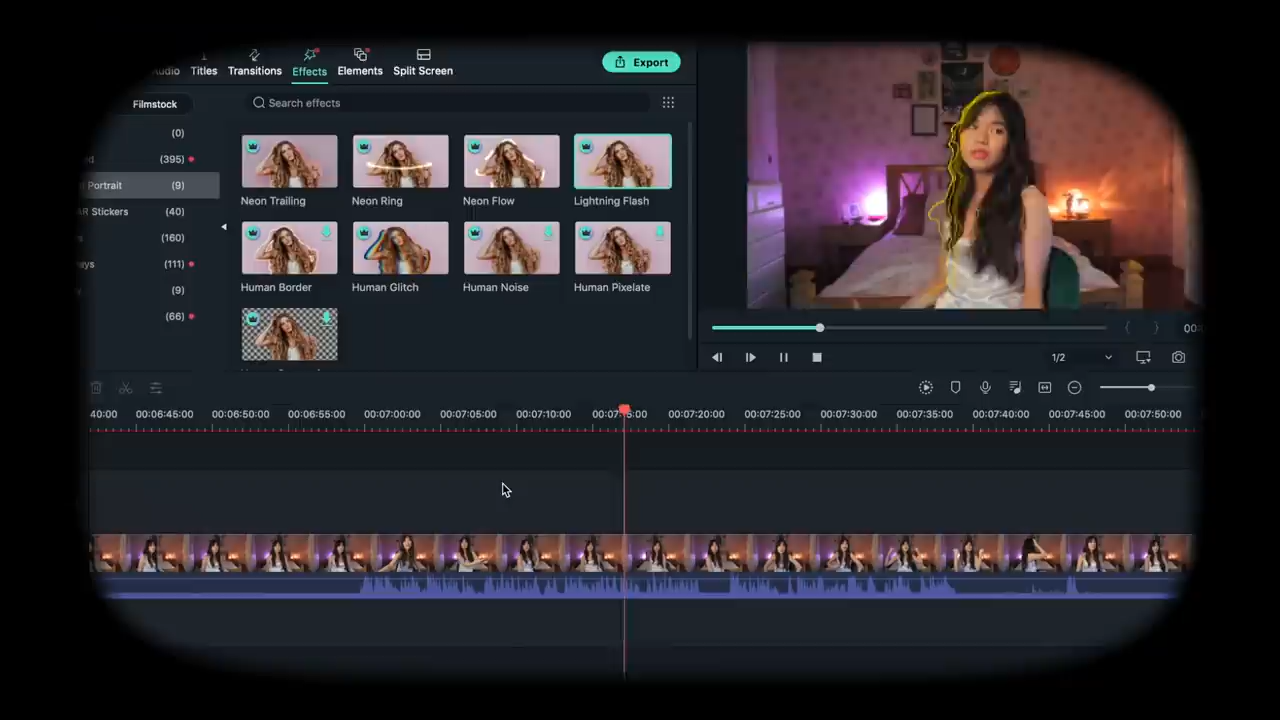 udio Titles Transitions Effects Elements Split Screen Export
Filmstock
Search effects
(0)
(395)
Portrait (9)
AR Stickers (40)
(160)
ays (111)
(9)
(66)
Neon Trailing Neon Ring Neon Flow Lightning Flash
Human Border Human Glitch Human Noise Human Pixelate
1/2
40:00 00:06:45:00 00:06:50:00 00:06:55:00 00:07:00:00 00:07:05:00 00:07:10:00 00:07:15:00 00:07:20:00 00:07:25:00 00:07:30:00 00:07:35:00 00:07:40:00 00:07:45:00 00:07:50:00